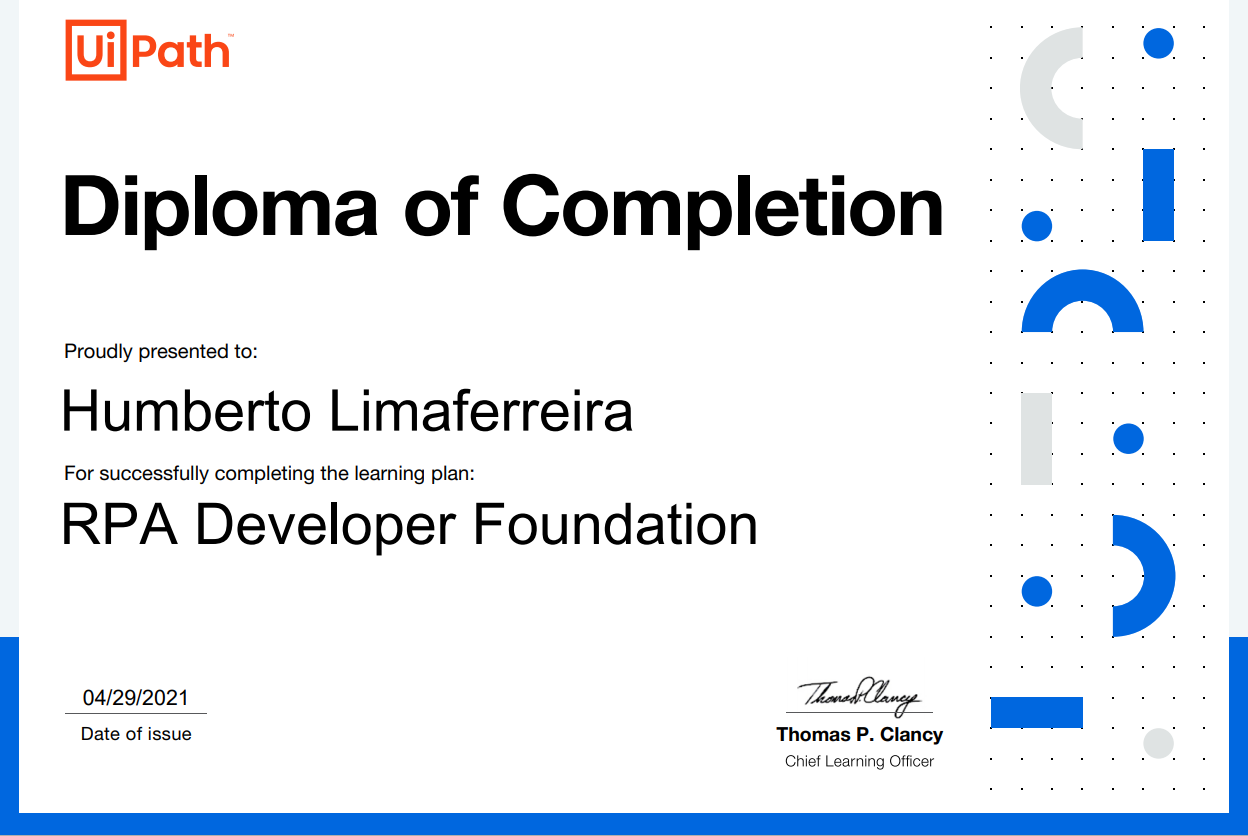 UiPath™
Diploma of Completion
Proudly presented to:
Humberto Limaferreira
For successfully completing the learning plan:
RPA Developer Foundation
04/29/2021
Date of issue
Thomas P. Clancy
Thomas P. Clancy
Chief Learning Officer